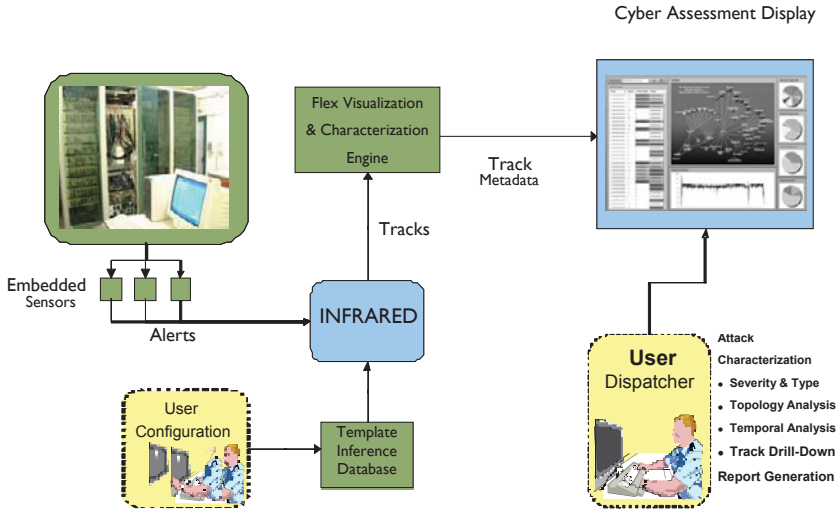 Cyber Assessment Display
Flex Visualization
& Characterization
Engine
Track
Metadata
Tracks
Embedded
Sensors
Alerts
INFRARED
User
Configuration
Template
Inference
Database
User
Dispatcher
Attack
Characterization
• Severity & Type
• Topology Analysis
• Temporal Analysis
• Track Drill-Down
Report Generation